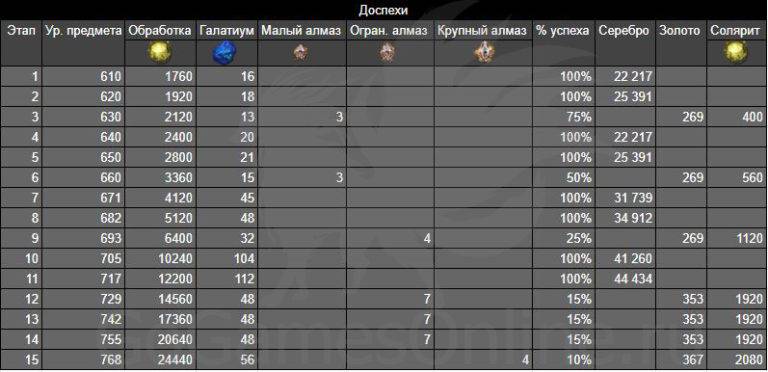 Доспехи
Этап Ур. предмета Обработка Галатиум Малый алмаз Огран. алмаз Крупный алмаз % успеха Серебро Золото Солярит
1 610 1760 16 100% 22 217
2 620 1920 18 100% 25 391
3 630 2120 13 3 75% 269 400
4 640 2400 20 100% 22 217
5 650 2800 21 100% 25 391
6 660 3360 15 3 50% 269 560
7 671 4120 45 100% 31 739
8 682 5120 48 100% 34 912
9 693 6400 32 4 25% 269 1120
10 705 10240 104 100% 41 260
11 717 12200 112 100% 44 434
12 729 14560 48 7 15% 353 1920
13 742 17360 48 7 15% 353 1920
14 755 20640 48 7 15% 353 1920
15 768 24440 56 4 10% 367 2080
GoGamesOnline.ru